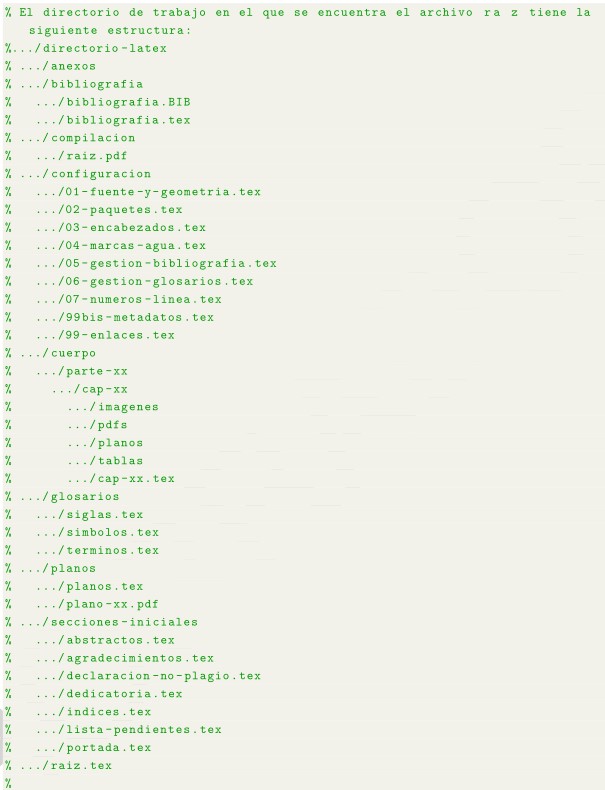 % El directorio de trabajo en el que se encuentra el archivo ra z tiene la
siguiente estructura:
%.../directorio-latex
% .../anexos
% .../bibliografia
%   .../bibliografia.BIB
%   .../bibliografia.tex
% .../compilacion
%   .../raiz.pdf
% .../configuracion
%   .../01-fuente-y-geometria.tex
%   .../02-paquetes.tex
%   .../03-encabezados.tex
%   .../04-marcas-agua.tex
%   .../05-gestion-bibliografia.tex
%   .../06-gestion-glosarios.tex
%   .../07-numeros-linea.tex
%   .../99bis-metadatos.tex
%   .../99-enlaces.tex
% .../cuerpo
%   .../parte-xx
%     .../cap-xx
%       .../imagenes
%       .../pdfs
%       .../planos
%       .../tablas
%       .../cap-xx.tex
% .../glosarios
%   .../siglas.tex
%   .../simbolos.tex
%   .../terminos.tex
% .../planos
%   .../planos.tex
%   .../plano-xx.pdf
% .../secciones-iniciales
%   .../abstractos.tex
%   .../agradecimientos.tex
%   .../declaracion-no-plagio.tex
%   .../dedicatoria.tex
%   .../indices.tex
%   .../lista-pendientes.tex
%   .../portada.tex
% .../raiz.tex
%